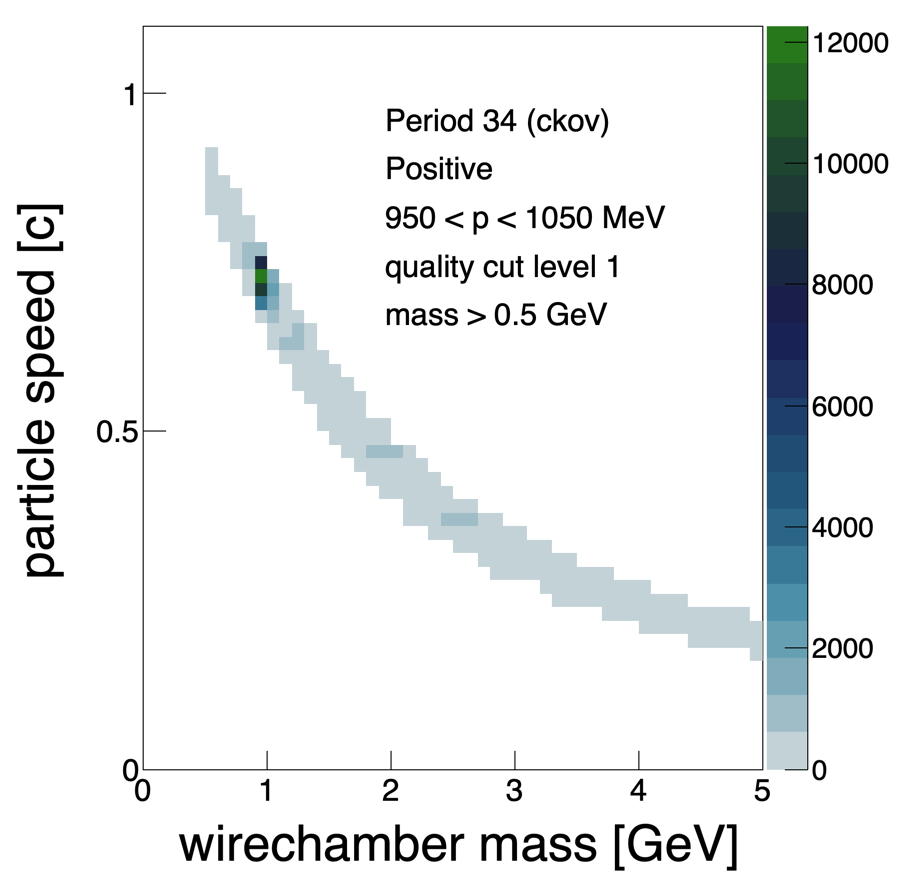 Period 34 (ckov)
Positive
950 < p < 1050 MeV
quality cut level 1
mass > 0.5 GeV
particle speed [c]
1
0.5
0
0 1 2 3 4 5
wirechamber mass [GeV]
12000
10000
8000
6000
4000
2000
0